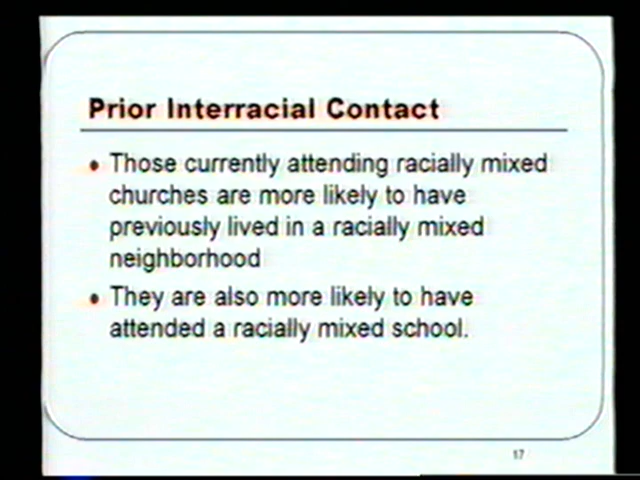 Prior Interracial Contact
• Those currently attending racially mixed
churches are more likely to have
previously lived in a racially mixed
neighborhood
• They are also more likely to have
attended a racially mixed school.
17